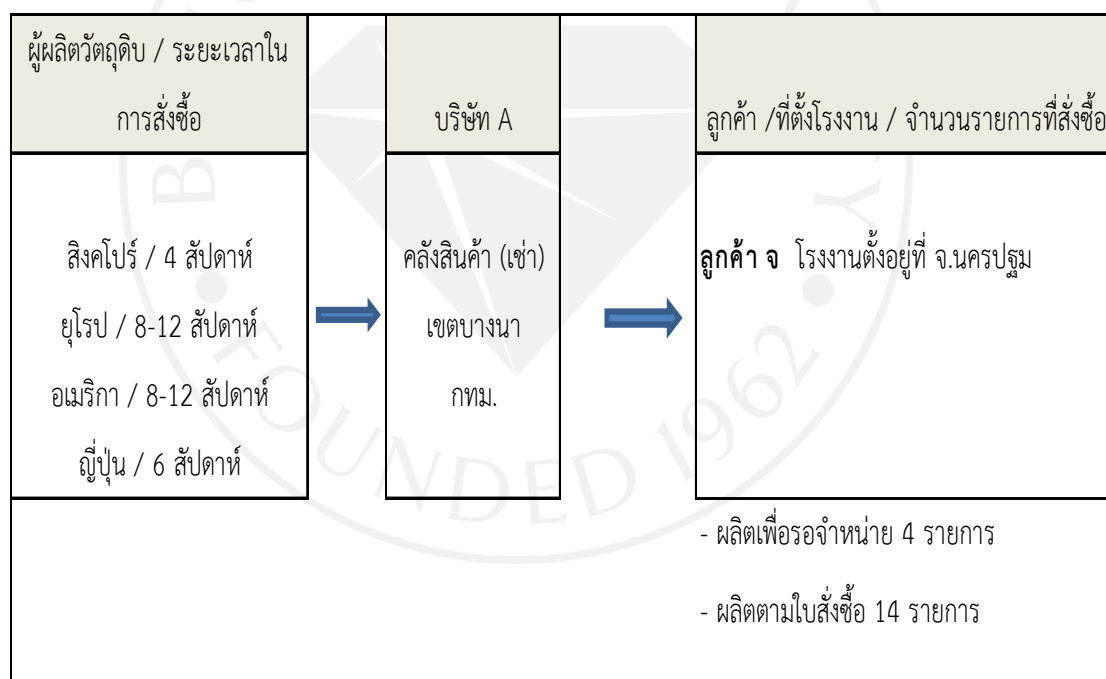 ผู้ผลิตวัตถุดิบ / ระยะเวลาใน
การสั่งซื้อ
บริษัท A
ลูกค้า /ที่ตั้งโรงงาน / จำนวนรายการที่สั่งซื้อ
สิงคโปร์ / 4 สัปดาห์
ยุโรป / 8-12 สัปดาห์
อเมริกา / 8-12 สัปดาห์
ญี่ปุ่น / 6 สัปดาห์
คลังสินค้า (เช่า)
เขตบางนา
กทม.
ลูกค้า จ โรงงานตั้งอยู่ที่ จ.นครปฐม
- ผลิตเพื่อรอจำหน่าย 4 รายการ
- ผลิตตามใบสั่งซื้อ 14 รายการ
FOUNDED 1962